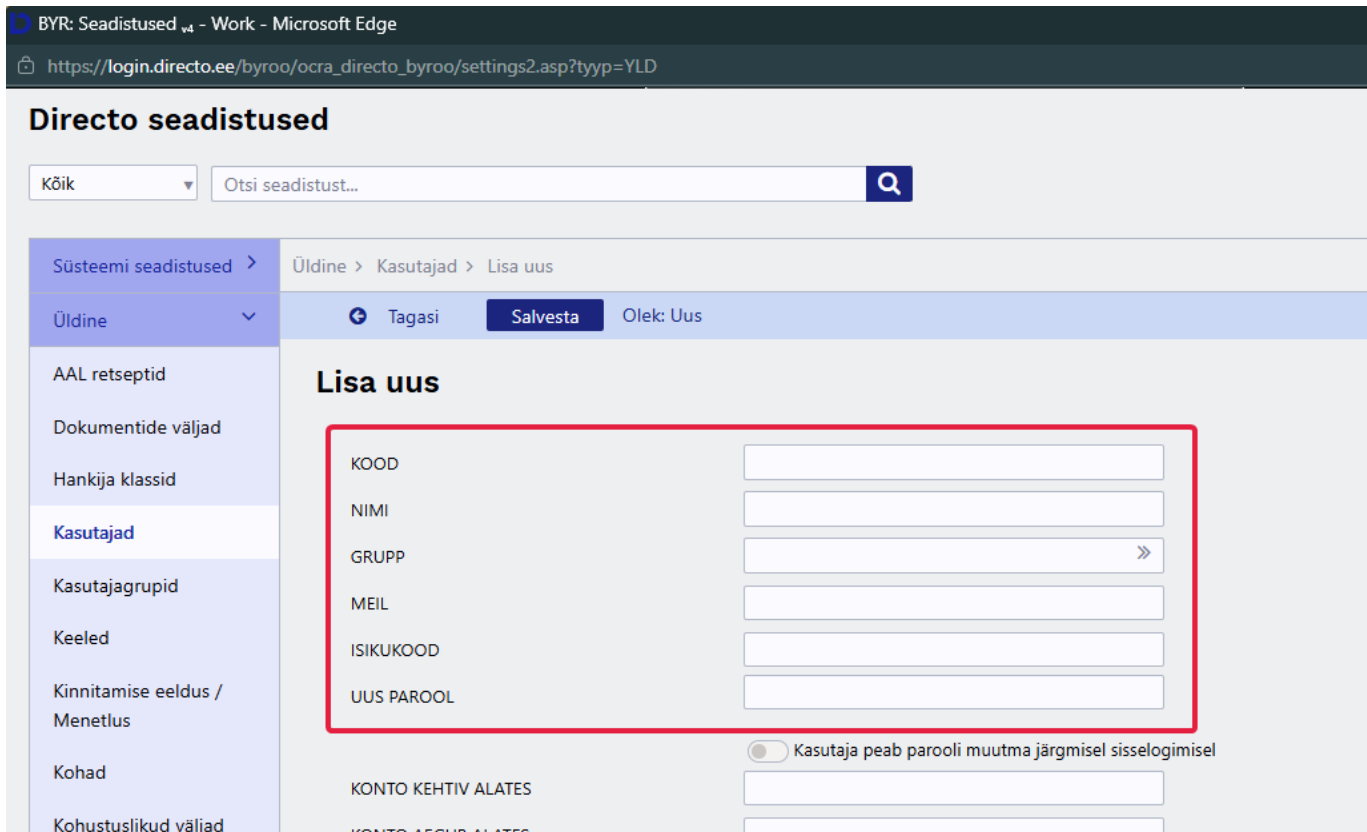 BYR: Seadistused v4 - Work - Microsoft Edge
https://login.directo.ee/byroo/ocra_directo_byroo/settings2.asp?tyyp=YLD
Directo seadistused
Kõik
Otsi seadistust...
Süsteemi seadistused >
Üldine > Kasutajad > Lisa uus
Üldine
Tagasi Salvesta Olek: Uus
AAL retseptid
Dokumentide väljad
Hankija klassid
Kasutajad
Kasutajagrupid
Keeled
Kinnitamise eeldus /
Menetlus
Kohad
Kohustuslikud väljad
Lisa uus
KOOD
NIMI
GRUPP »
MEIL
ISIKUKOOD
UUS PAROOL
Kasutaja peab parooli muutma järgmisel sisselogimisel
KONTO KEHTIV ALATES
KONTO AEGUB ALATES